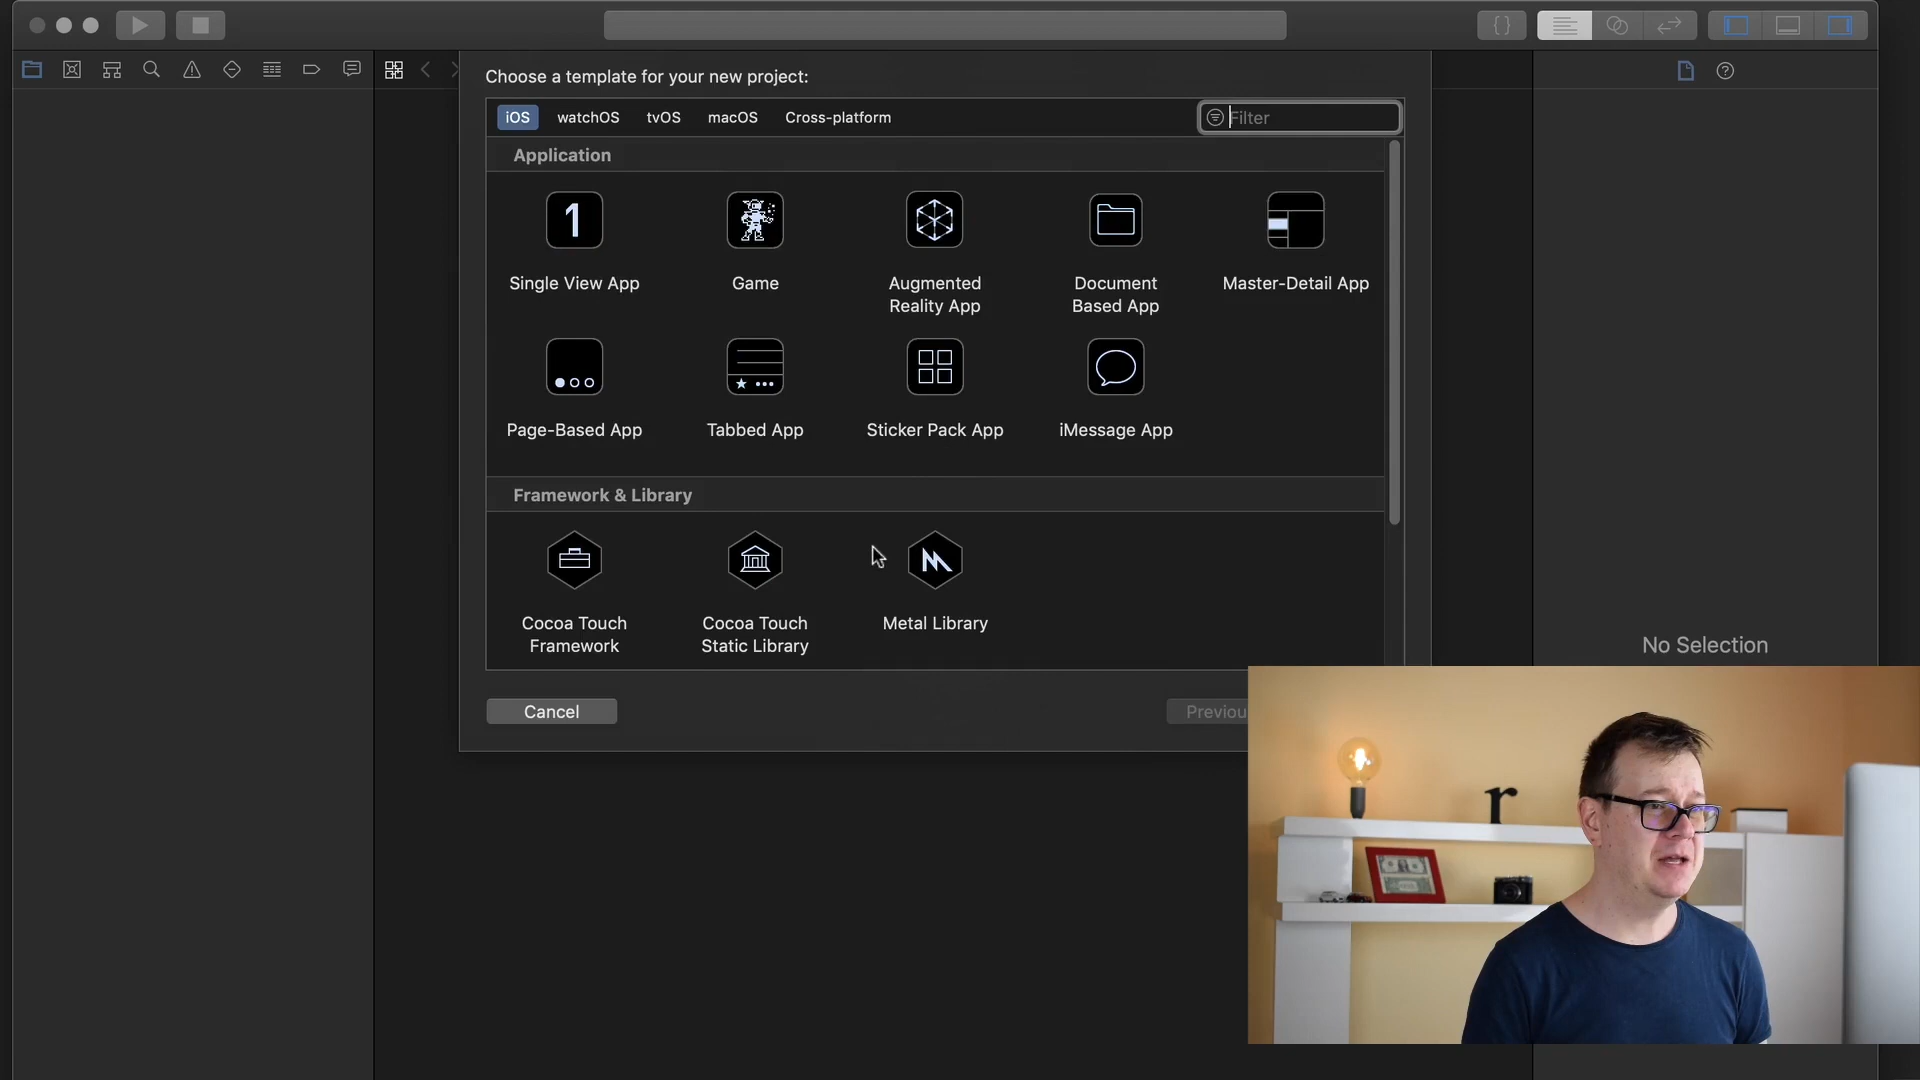 Choose a template for your new project:
iOS watchOS tvOS macOS Cross-platform Filter
Application
1
Single View App Game Augmented Reality App Document Based App Master-Detail App
Page-Based App Tabbed App Sticker Pack App iMessage App
Framework & Library
Cocoa Touch Framework Cocoa Touch Static Library Metal Library
No Selection
Cancel Previou
r